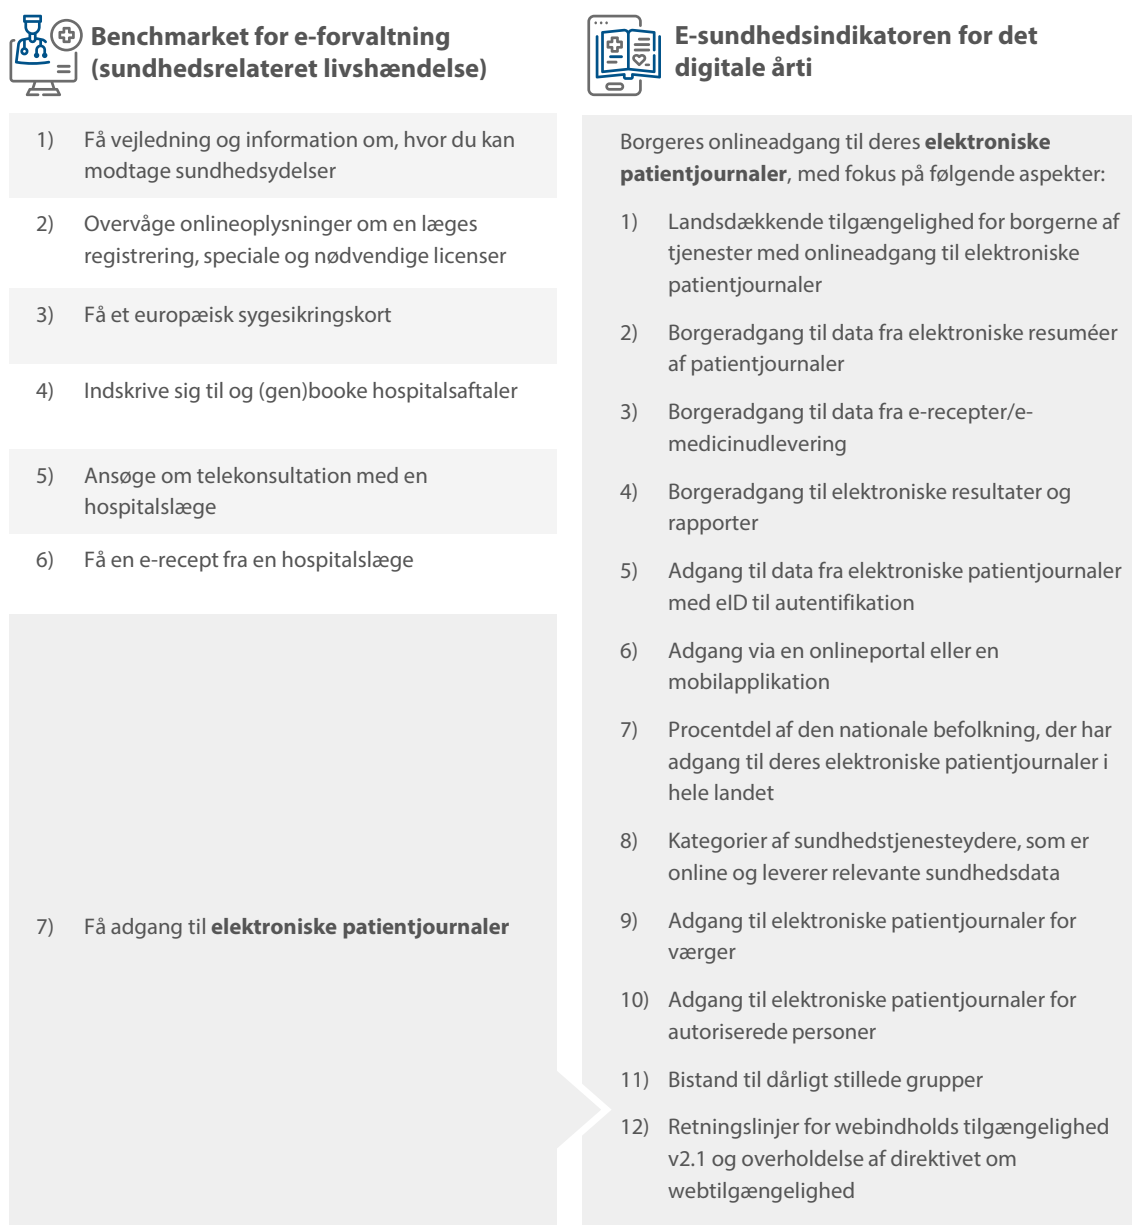 Benchmarket for e-forvaltning
(sundhedsrelateret livshændelse)
1) Få vejledning og information om, hvor du kan
modtage sundhedsydelser
2) Overvåge onlineoplysninger om en læges
registrering, speciale og nødvendige licenser
3) Få et europæisk sygesikringskort
4) Indskrive sig til og (gen)booke hospitalsaftaler
5) Ansøge om telekonsultation med en
hospitalslæge
6) Få en e-recept fra en hospitalslæge
7) Få adgang til elektroniske patientjournaler
E-sundhedsindikatoren for det
digitale årti
Borgeres onlineadgang til deres elektroniske
patientjournaler, med fokus på følgende aspekter:
1) Landsdækkende tilgængelighed for borgerne af
tjenester med onlineadgang til elektroniske
patientjournaler
2) Borgeradgang til data fra elektroniske resuméer
af patientjournaler
3) Borgeradgang til data fra e-recepter/e-
medicinudlevering
4) Borgeradgang til elektroniske resultater og
rapporter
5) Adgang til data fra elektroniske patientjournaler
med eID til autentifikation
6) Adgang via en onlineportal eller en
mobilapplikation
7) Procentdel af den nationale befolkning, der har
adgang til deres elektroniske patientjournaler i
hele landet
8) Kategorier af sundhedstjenesteydere, som er
online og leverer relevante sundhedsdata
9) Adgang til elektroniske patientjournaler for
værger
10) Adgang til elektroniske patientjournaler for
autoriserede personer
11) Bistand til dårligt stillede grupper
12) Retningslinjer for webindholds tilgængelighed
v2.1 og overholdelse af direktivet om
webtilgængelighed